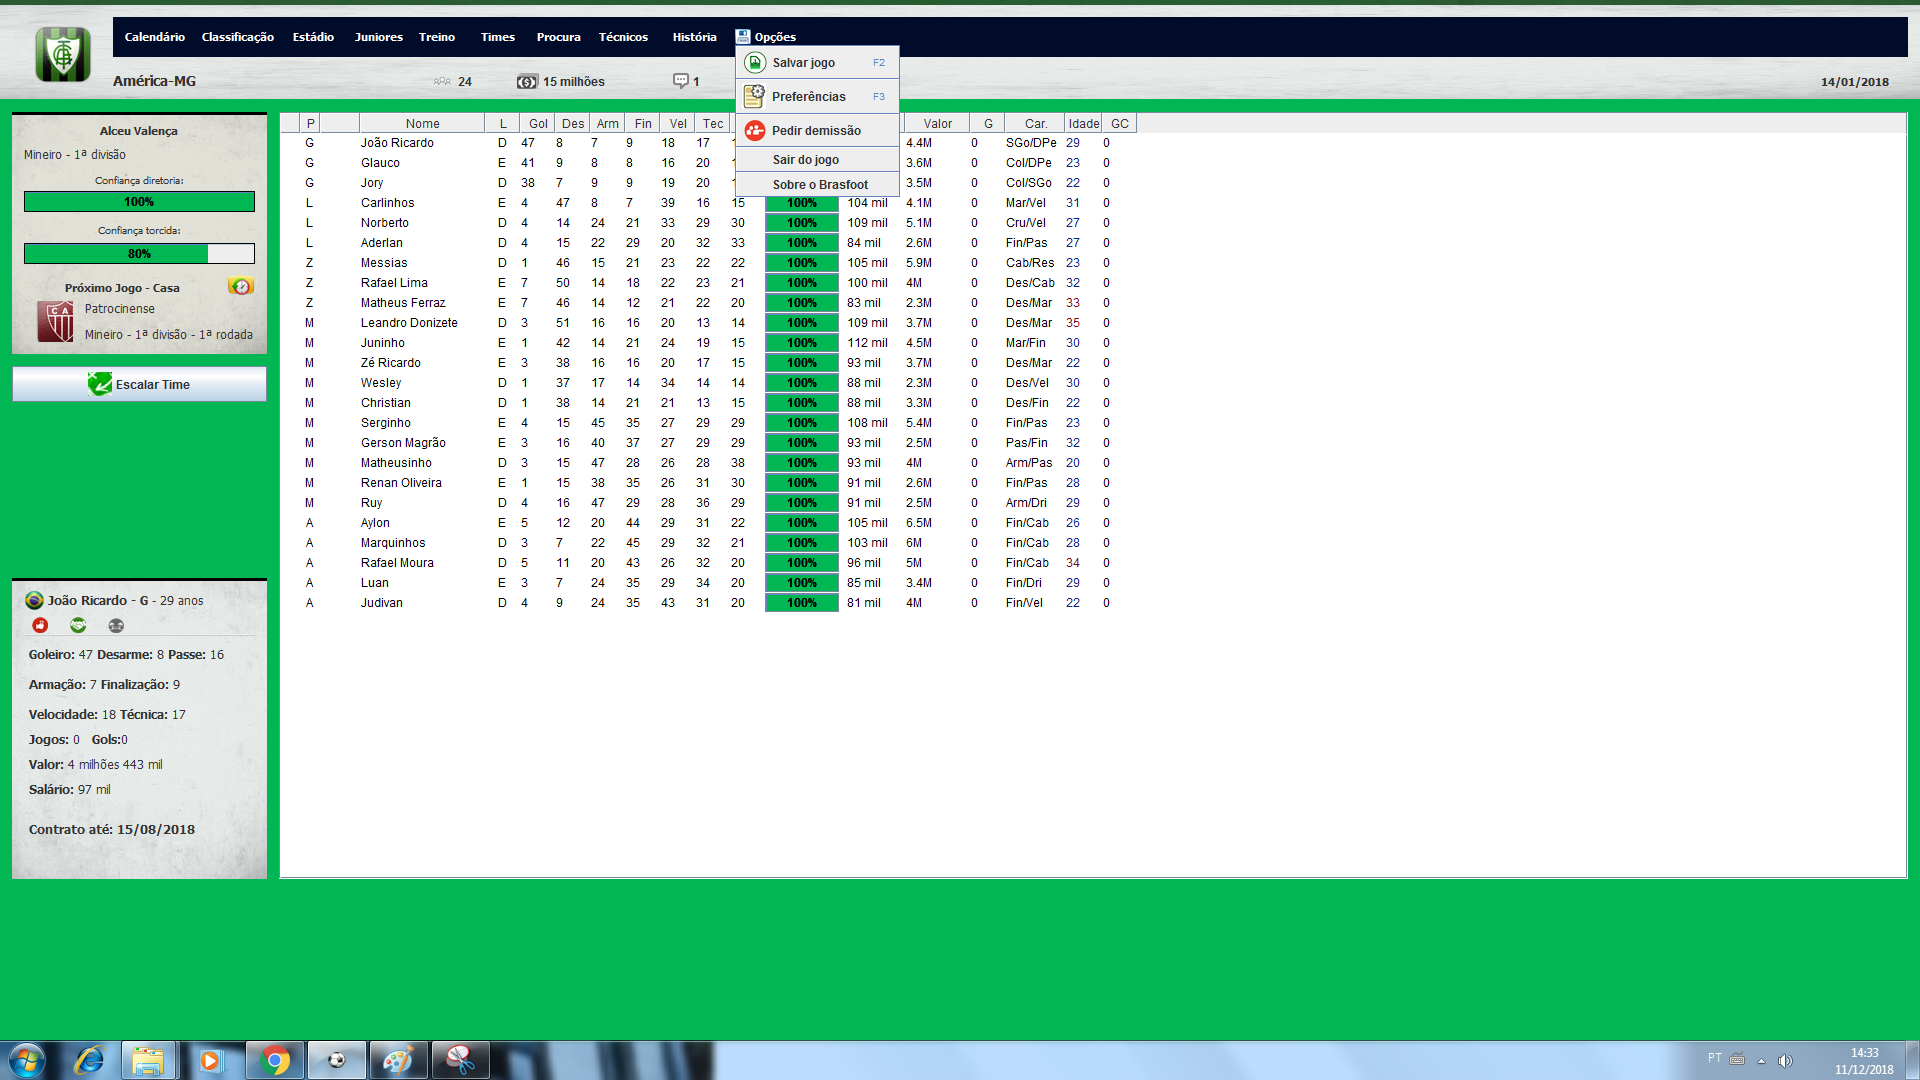 Calendário Classificação Estádio Juniores Treino Times Procura Técnicos História Opções
América-MG 24 15 milhões 1 14/01/2018
Salvar jogo F2
Preferências F3
Pedir demissão
Sair do jogo
Sobre o Brasfoot
Alceu Valença
Mineiro - 1ª divisão
Confiança diretoria:
100%
Confiança torcida:
80%
Próximo Jogo - Casa
CA
Patrocinense
Mineiro - 1ª divisão - 1ª rodada
Escalar Time
João Ricardo - G - 29 anos
Goleiro: 47 Desarme: 8 Passe: 16
Armação: 7 Finalização: 9
Velocidade: 18 Técnica: 17
Jogos: 0 Gols:0
Valor: 4 milhões 443 mil
Salário: 97 mil
Contrato até: 15/08/2018
P Nome L Gol Des Arm Fin Vel Tec Valor G Car. Idade GC
G João Ricardo D 47 8 7 9 18 17 4.4M 0 SGo/DPe 29 0
G Glauco E 41 9 8 8 16 20 3.6M 0 Col/DPe 23 0
G Jory D 38 7 9 9 19 20 3.5M 0 Col/SGo 22 0
L Carlinhos E 4 47 8 7 39 16 15 100% 104 mil 4.1M 0 Mar/Vel 31 0
L Norberto D 4 14 24 21 33 29 30 100% 109 mil 5.1M 0 Cru/Vel 27 0
L Aderlan D 4 15 22 29 20 32 33 100% 84 mil 2.6M 0 Fin/Pas 27 0
Z Messias D 1 46 15 21 23 22 22 100% 105 mil 5.9M 0 Cab/Res 23 0
Z Rafael Lima E 7 50 14 18 22 23 21 100% 100 mil 4M 0 Des/Cab 32 0
Z Matheus Ferraz E 7 46 14 12 21 22 20 100% 83 mil 2.3M 0 Des/Mar 33 0
M Leandro Donizete D 3 51 16 16 20 13 14 100% 109 mil 3.7M 0 Des/Mar 35 0
M Juninho E 1 42 14 21 24 19 15 100% 112 mil 4.5M 0 Mar/Fin 30 0
M Zé Ricardo E 3 38 16 16 20 17 15 100% 93 mil 3.7M 0 Des/Mar 22 0
M Wesley D 1 37 17 14 34 14 14 100% 88 mil 2.3M 0 Des/Vel 30 0
M Christian D 1 38 14 21 21 13 15 100% 88 mil 3.3M 0 Des/Fin 22 0
M Serginho E 4 15 45 35 27 29 29 100% 108 mil 5.4M 0 Fin/Pas 23 0
M Gerson Magrão E 3 16 40 37 27 29 29 100% 93 mil 2.5M 0 Pas/Fin 32 0
M Matheusinho D 3 15 47 28 26 28 38 100% 93 mil 4M 0 Arm/Pas 20 0
M Renan Oliveira E 1 15 38 35 26 31 30 100% 91 mil 2.6M 0 Fin/Pas 28 0
M Ruy D 4 16 47 29 28 36 29 100% 91 mil 2.5M 0 Arm/Dri 29 0
A Aylon E 5 12 20 44 29 31 22 100% 105 mil 6.5M 0 Fin/Cab 26 0
A Marquinhos D 3 7 22 45 29 32 21 100% 103 mil 6M 0 Fin/Cab 28 0
A Rafael Moura D 5 11 20 43 26 32 20 100% 96 mil 5M 0 Fin/Cab 34 0
A Luan E 3 7 24 35 29 34 20 100% 85 mil 3.4M 0 Fin/Dri 29 0
A Judivan D 4 9 24 35 43 31 20 100% 81 mil 4M 0 Fin/Vel 22 0
PT 14:33
11/12/2018